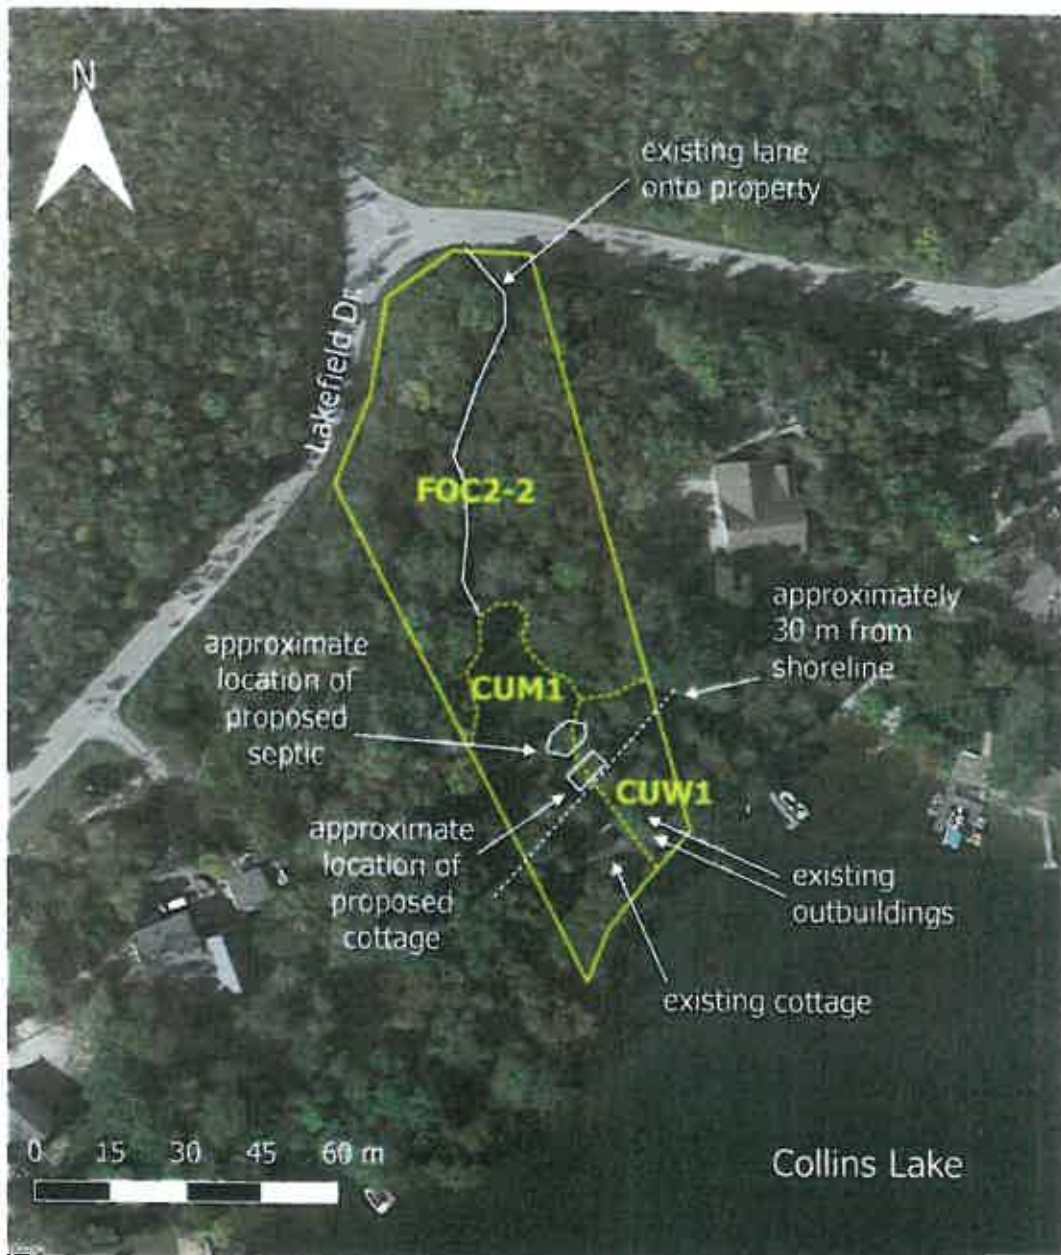 N
existing lane
onto property
Lakefield Dr.
FOC2-2
approximately
30 m from
shoreline
approximate
location of
proposed
septic
CUM1
CUW1
approximate
location of
proposed
cottage
existing
outbuildings
existing cottage
0 15 30 45 60 m
Collins Lake